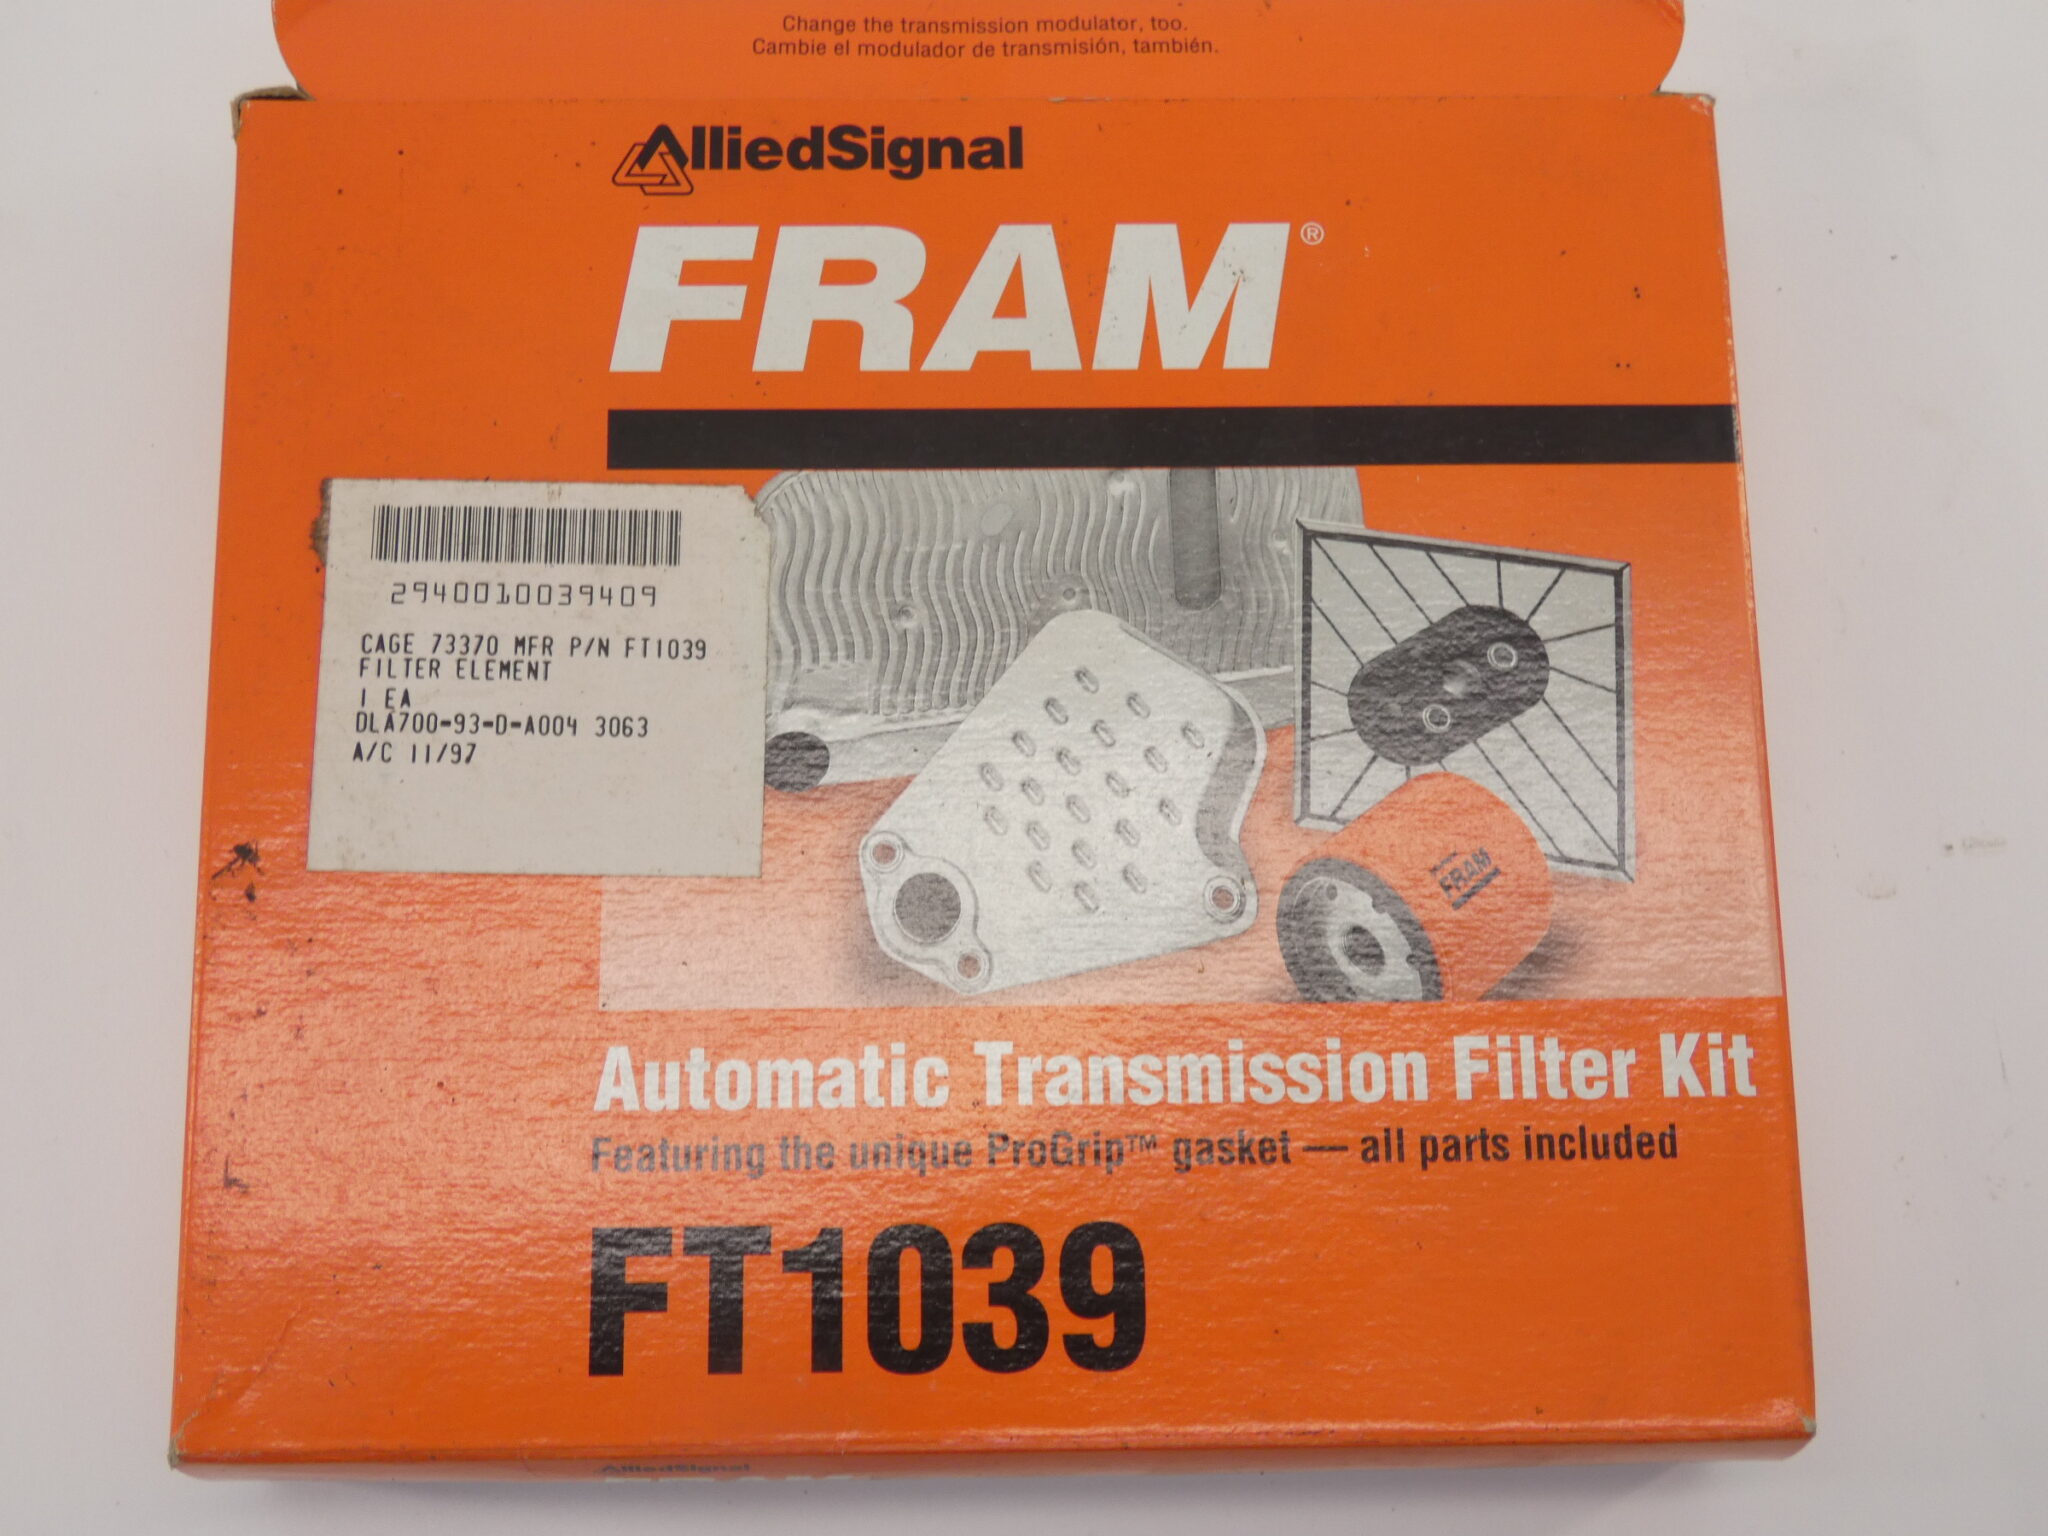 Change the transmission modulator, too.
Cambie el modulador de transmisión, también.
AlliedSignal
FRAM®
2940010039409
CAGE 73370 MFR P/N FT1039
FILTER ELEMENT
1 EA
DLA700-93-D-A004 3063
A/C 11/97
FRAM
Automatic Transmission Filter Kit
Featuring the unique ProGrip™ gasket — all parts included
FT1039
AlliedSignal